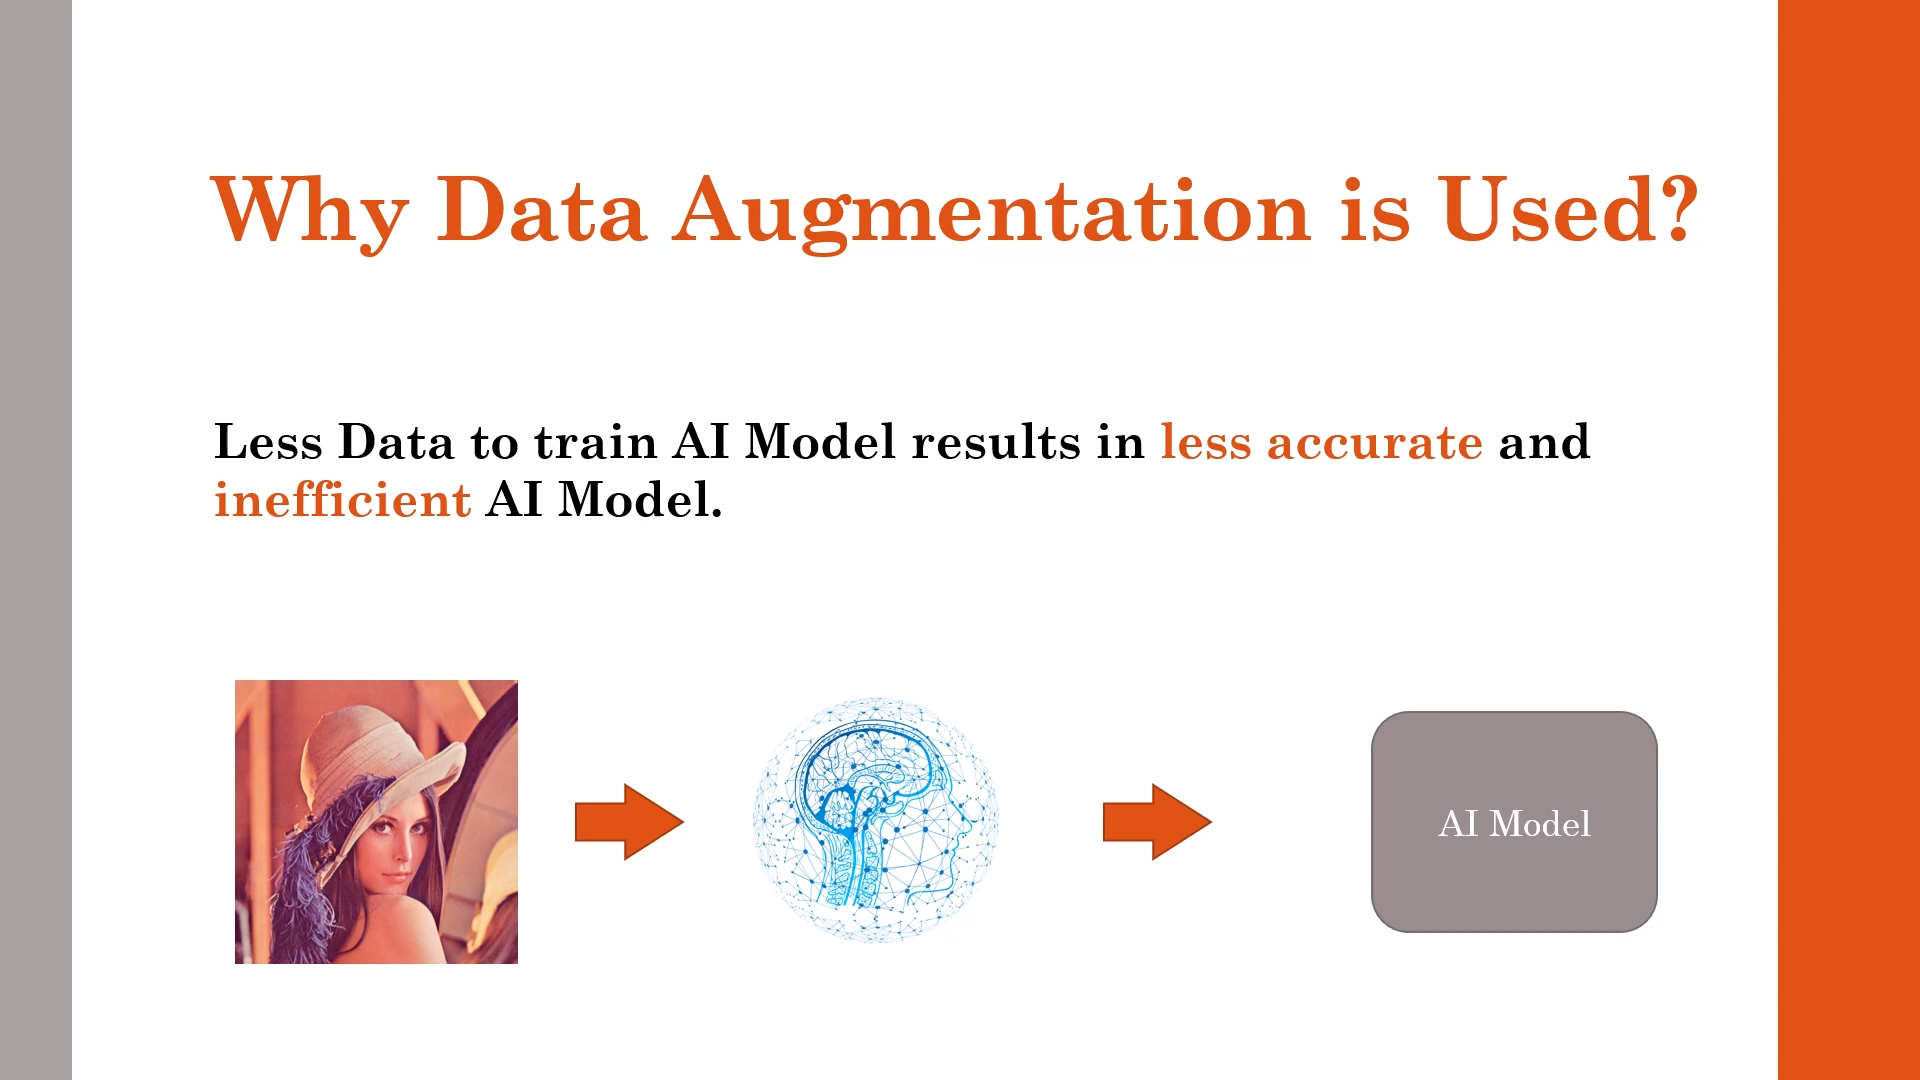 Why Data Augmentation is Used?
Less Data to train AI Model results in less accurate and
inefficient AI Model.
AI Model